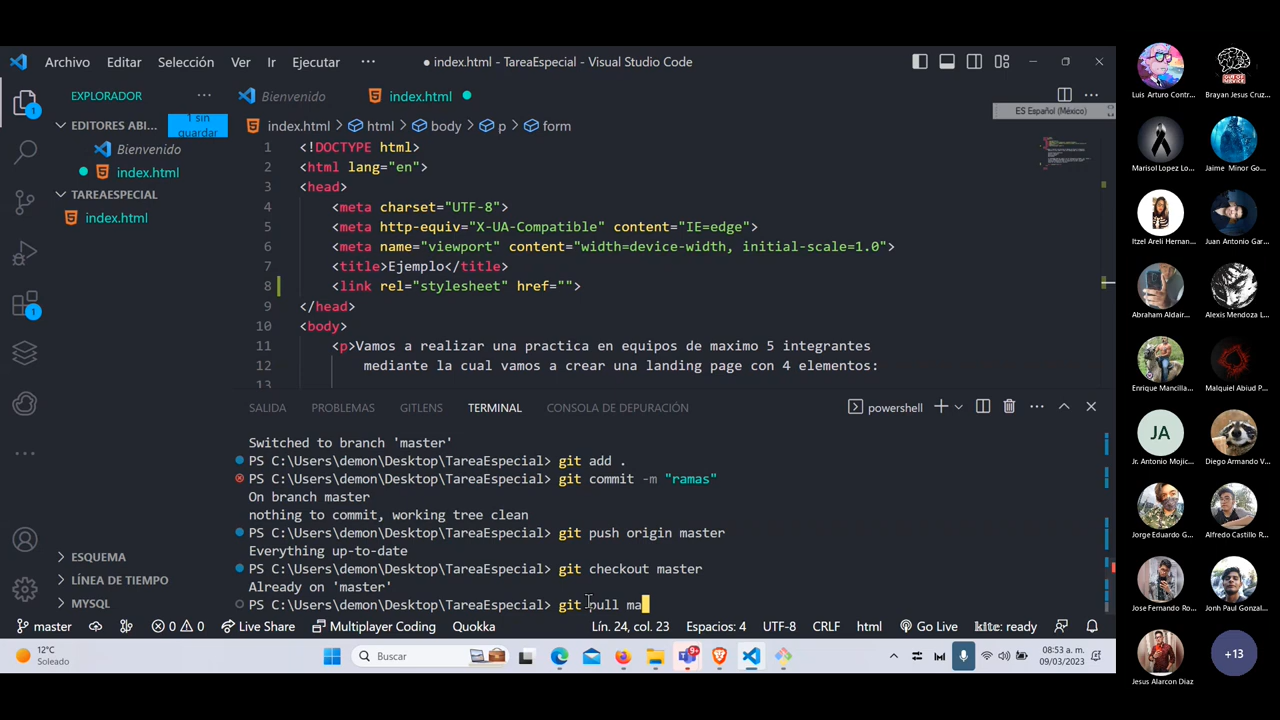 Archivo Editar Selección Ver Ir Ejecutar ··· ● index.html - TareaEspecial - Visual Studio Code
EXPLORADOR ···
Bienvenido index.html ●
ES Español (México)
EDITORES ABI... 1 sin guardar
Bienvenido
index.html
TAREAESPECIAL
index.html
index.html > html > body > p > form
1 <!DOCTYPE html>
2 <html lang="en">
3 <head>
4 <meta charset="UTF-8">
5 <meta http-equiv="X-UA-Compatible" content="IE=edge">
6 <meta name="viewport" content="width=device-width, initial-scale=1.0">
7 <title>Ejemplo</title>
8 <link rel="stylesheet" href="">
9 </head>
10 <body>
11 <p>Vamos a realizar una practica en equipos de maximo 5 integrantes
12 mediante la cual vamos a crear una landing page con 4 elementos:
13
SALIDA PROBLEMAS GITLENS TERMINAL CONSOLA DE DEPURACIÓN powershell
Switched to branch 'master'
PS C:\Users\demon\Desktop\TareaEspecial> git add .
PS C:\Users\demon\Desktop\TareaEspecial> git commit -m "ramas"
On branch master
nothing to commit, working tree clean
PS C:\Users\demon\Desktop\TareaEspecial> git push origin master
Everything up-to-date
PS C:\Users\demon\Desktop\TareaEspecial> git checkout master
Already on 'master'
PS C:\Users\demon\Desktop\TareaEspecial> git pull ma
ESQUEMA
LÍNEA DE TIEMPO
MYSQL
1
1
master 0 0 Live Share Multiplayer Coding Quokka Lín. 24, col. 23 Espacios: 4 UTF-8 CRLF html Go Live kite: ready
12°C
Soleado
Buscar
9+
08:53 a. m.
09/03/2023
Luis Arturo Contr...
Brayan Jesus Cruz...
Marisol Lopez Lo...
Jaime Minor Go...
Itzel Areli Hernan...
Juan Antonio Gar...
Abraham Aldair...
Alexis Mendoza L...
Enrique Mancilla...
Malquiel Abiud P...
JA
Jr. Antonio Mojic...
Diego Armando V...
Jorge Eduardo G...
Alfredo Castillo R...
Jose Fernando Ro...
Jonh Paul Gonzal...
Jesus Alarcon Diaz
+13